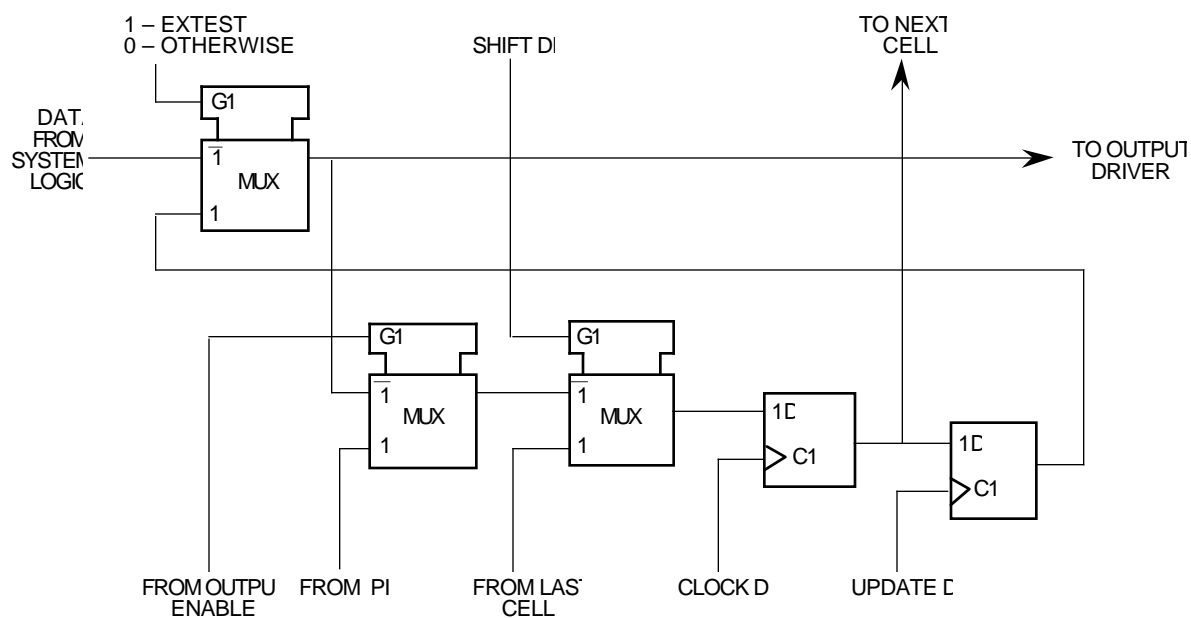 1 – EXTEST
0 – OTHERWISE
SHIFT D
TO NEXT
CELL
G1
DATA
FROM
SYSTEM
LOGIC
1
MUX
1
TO OUTPUT
DRIVER
G1
G1
1
MUX
1
1
MUX
1
1D
C1
1D
C1
FROM OUTPU
ENABLE
FROM PI
FROM LAST
CELL
CLOCK D
UPDATE D